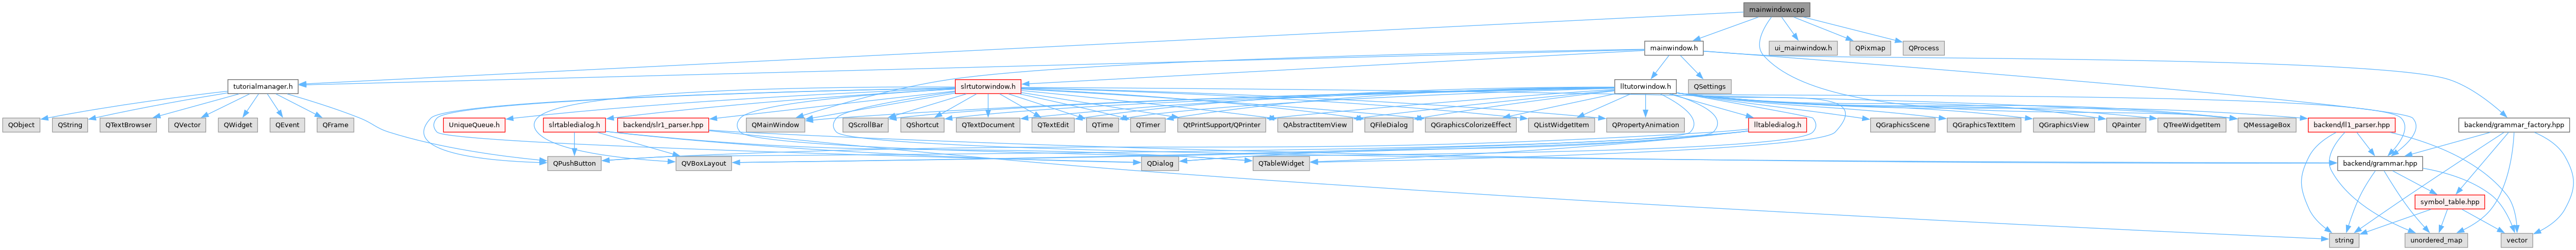 mainwindow.cpp
mainwindow.h
ui_mainwindow.h
QPixmap
QProcess
tutorialmanager.h
slrtutorwindow.h
lltutorwindow.h
QSettings
QObject
QString
QTextBrowser
QVector
QWidget
QEvent
QFrame
UniqueQueue.h
slrtabledialog.h
backend/slr1_parser.hpp
QMainWindow
QScrollBar
QShortcut
QTextDocument
QTextEdit
QTime
QTimer
QtPrintSupport/QPrinter
QAbstractItemView
QFileDialog
QGraphicsColorizeEffect
QListWidgetItem
QPropertyAnimation
lltabledialog.h
QGraphicsScene
QGraphicsTextItem
QGraphicsView
QPainter
QTreeWidgetItem
QMessageBox
backend/ll1_parser.hpp
backend/grammar_factory.hpp
QPushButton
QVBoxLayout
QDialog
QTableWidget
backend/grammar.hpp
symbol_table.hpp
string
unordered_map
vector